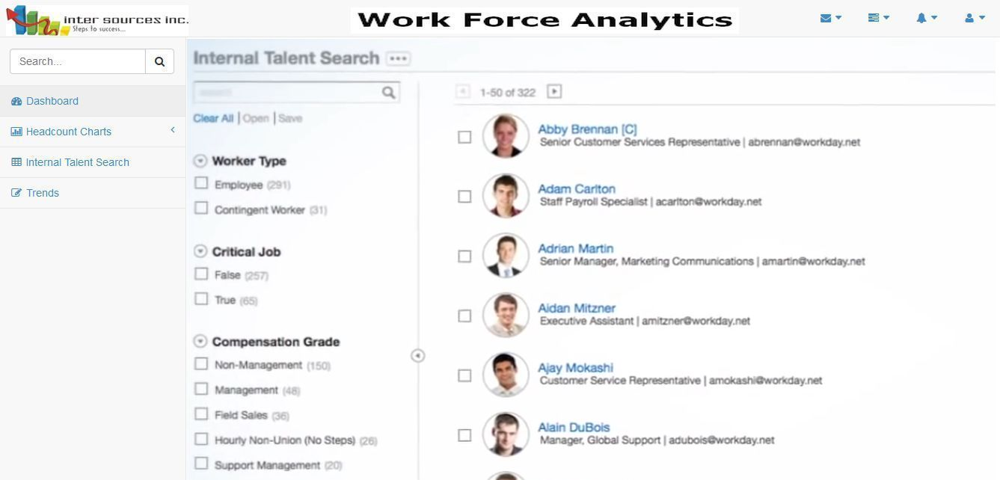 inter sources inc.
Steps to success...
Work Force Analytics
Search...
Dashboard
Headcount Charts
Internal Talent Search
Trends
Internal Talent Search
search
Clear All | Open | Save
Worker Type
Employee (291)
Contingent Worker (31)
Critical Job
False (257)
True (65)
Compensation Grade
Non-Management (150)
Management (48)
Field Sales (36)
Hourly Non-Union (No Steps) (26)
Support Management (20)
1-50 of 322
Abby Brennan [C]
Senior Customer Services Representative | abrennan@workday.net
Adam Carlton
Staff Payroll Specialist | acarlton@workday.net
Adrian Martin
Senior Manager, Marketing Communications | amartin@workday.net
Aidan Mitzner
Executive Assistant | amitzner@workday.net
Ajay Mokashi
Customer Service Representative | amokashi@workday.net
Alain DuBois
Manager, Global Support | adubois@workday.net